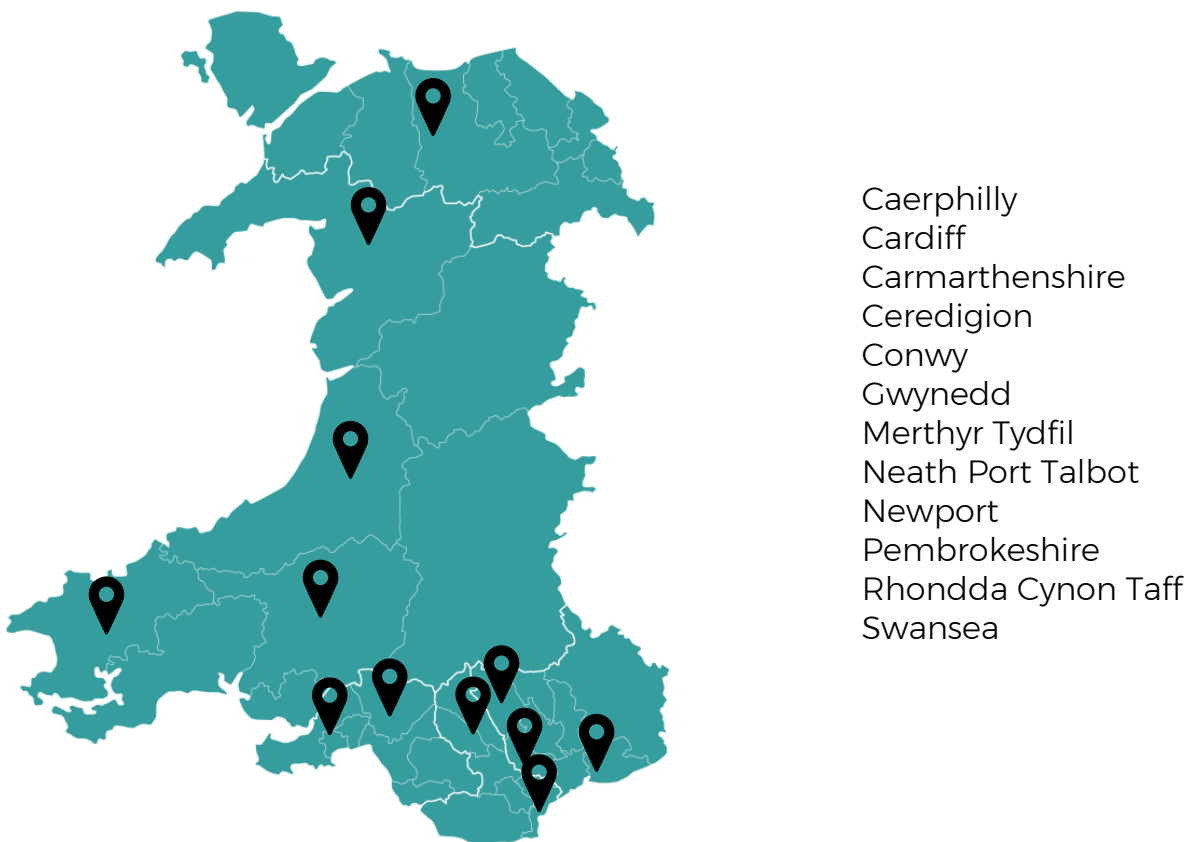 Caerphilly
Cardiff
Carmarthenshire
Ceredigion
Conwy
Gwynedd
Merthyr Tydfil
Neath Port Talbot
Newport
Pembrokeshire
Rhondda Cynon Taff
Swansea